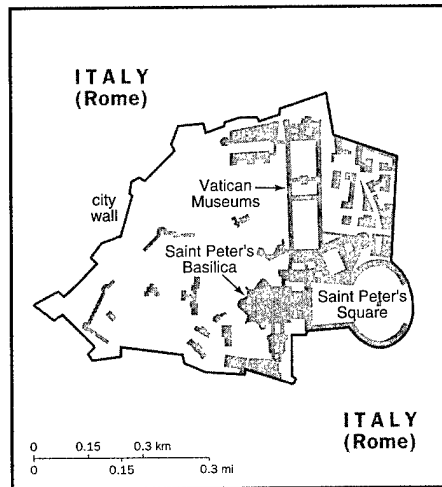 ITALY
(Rome)
city
wall
Vatican
Museums
Saint Peter's
Basilica
Saint Peter's
Square
ITALY
(Rome)
0 0.15 0.3 km
0 0.15 0.3 mi